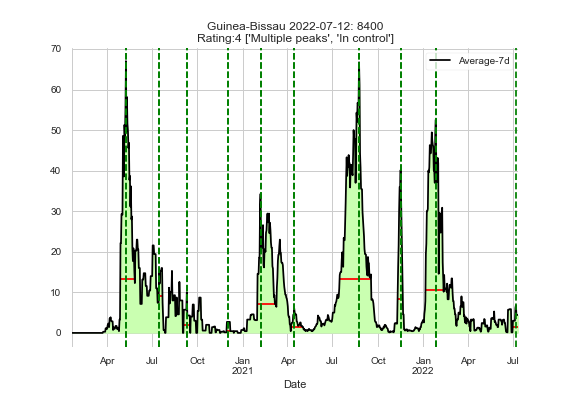 Guinea-Bissau 2022-07-12: 8400
Rating:4 ['Multiple peaks', 'In control']
Average-7d
70
60
50
40
30
20
10
0
Apr Jul Oct Jan Apr Jul Oct Jan Apr Jul
2021 2022
Date